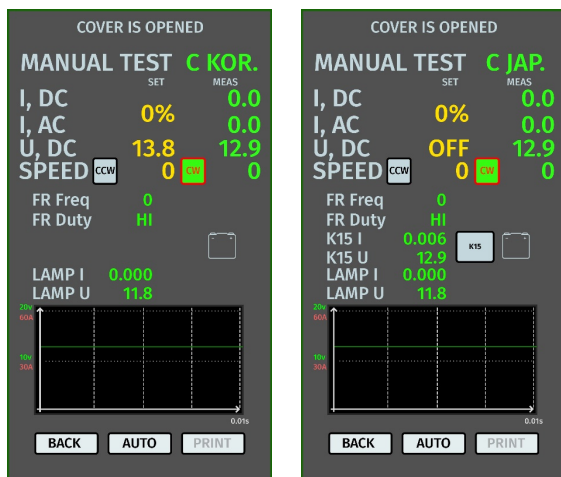 COVER IS OPENED
MANUAL TEST C KOR.
SET MEAS
I, DC 0.0
0%
I, AC 0.0
U, DC 13.8 12.9
SPEED CCW 0 CW 0
FR Freq 0
FR Duty HI
LAMP I 0.000
LAMP U 11.8
20v
60A
10v
30A
0.01s
BACK AUTO PRINT
COVER IS OPENED
MANUAL TEST C JAP.
SET MEAS
I, DC 0.0
0%
I, AC 0.0
U, DC OFF 12.9
SPEED CCW 0 CW 0
FR Freq 0
FR Duty HI
K15 I 0.006
K15
K15 U 12.9
LAMP I 0.000
LAMP U 11.8
20v
60A
10v
30A
0.01s
BACK AUTO PRINT